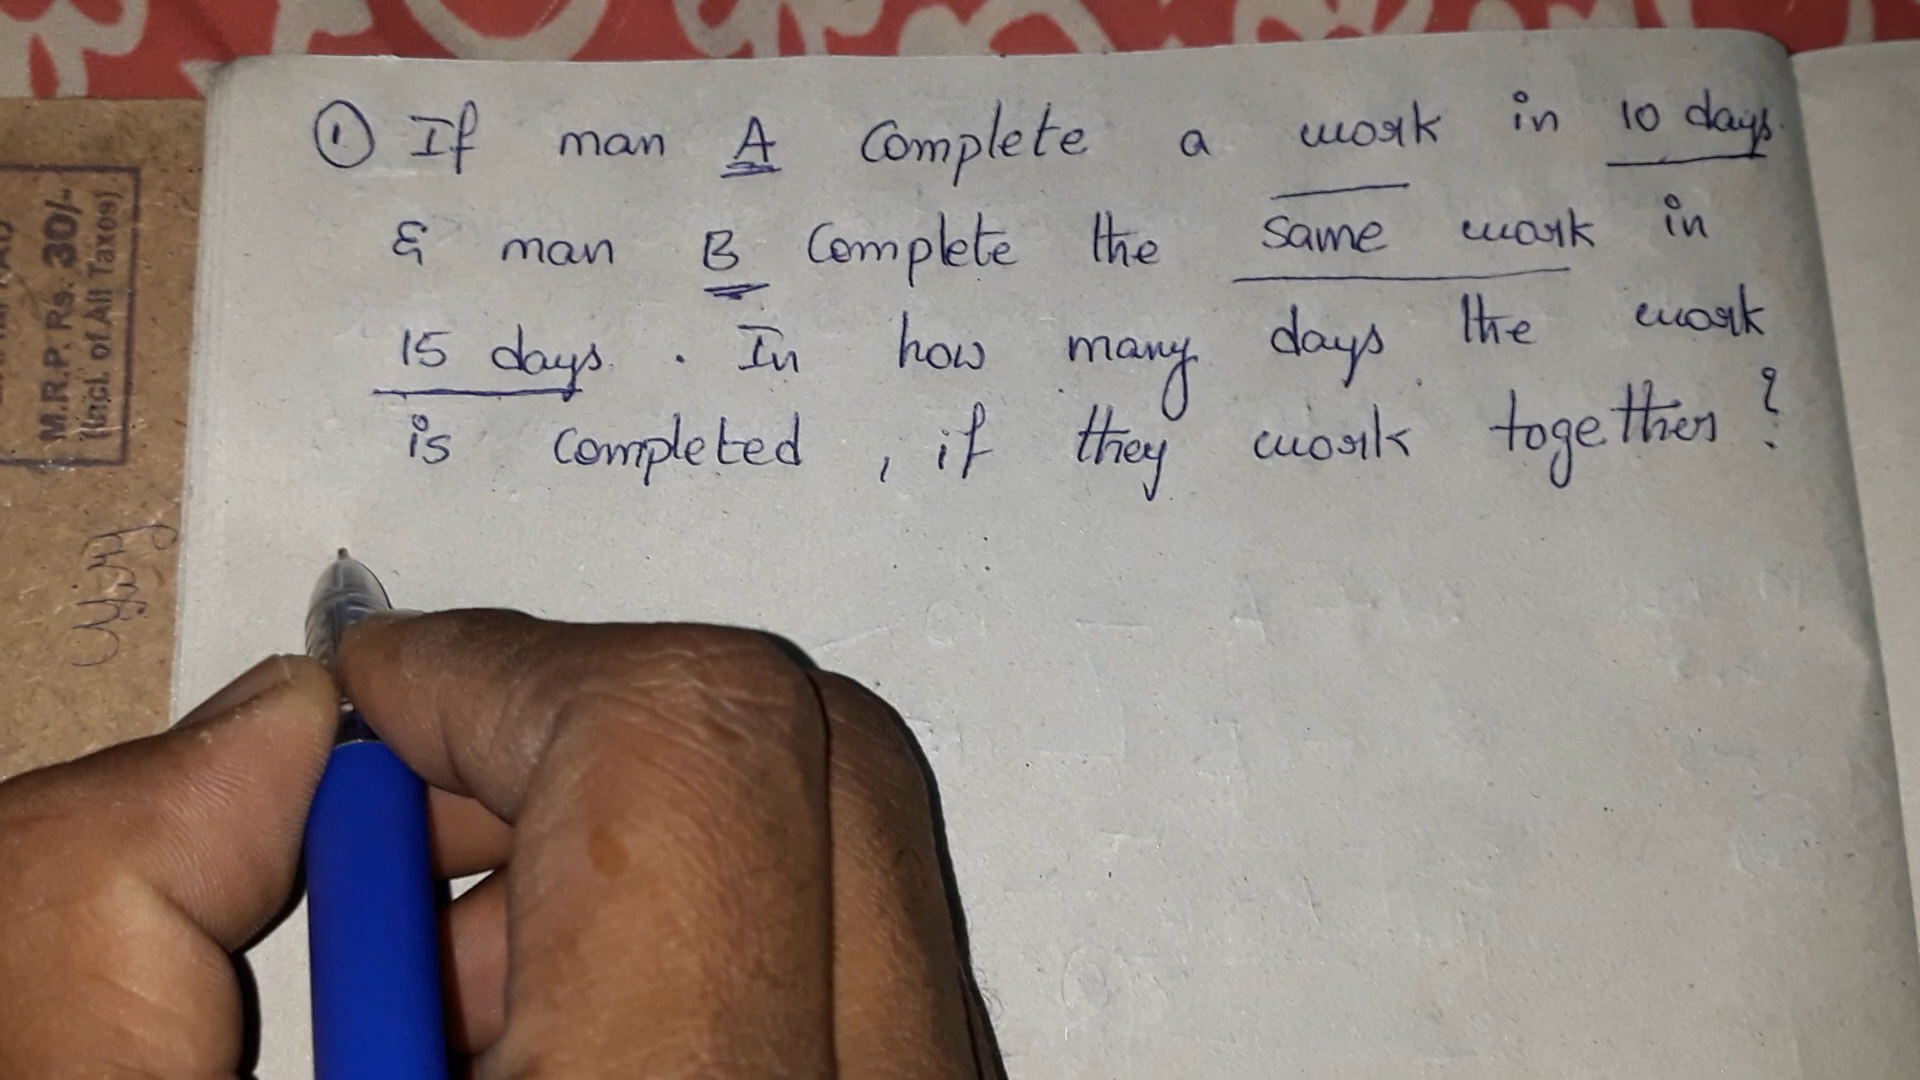 ① If man A Complete a work in 10 days.
& man B Complete the same work in
15 days. . In how many days the work
is completed, if they work together?
M.R.P. Rs. 30/-
(Incl. of All Taxes)